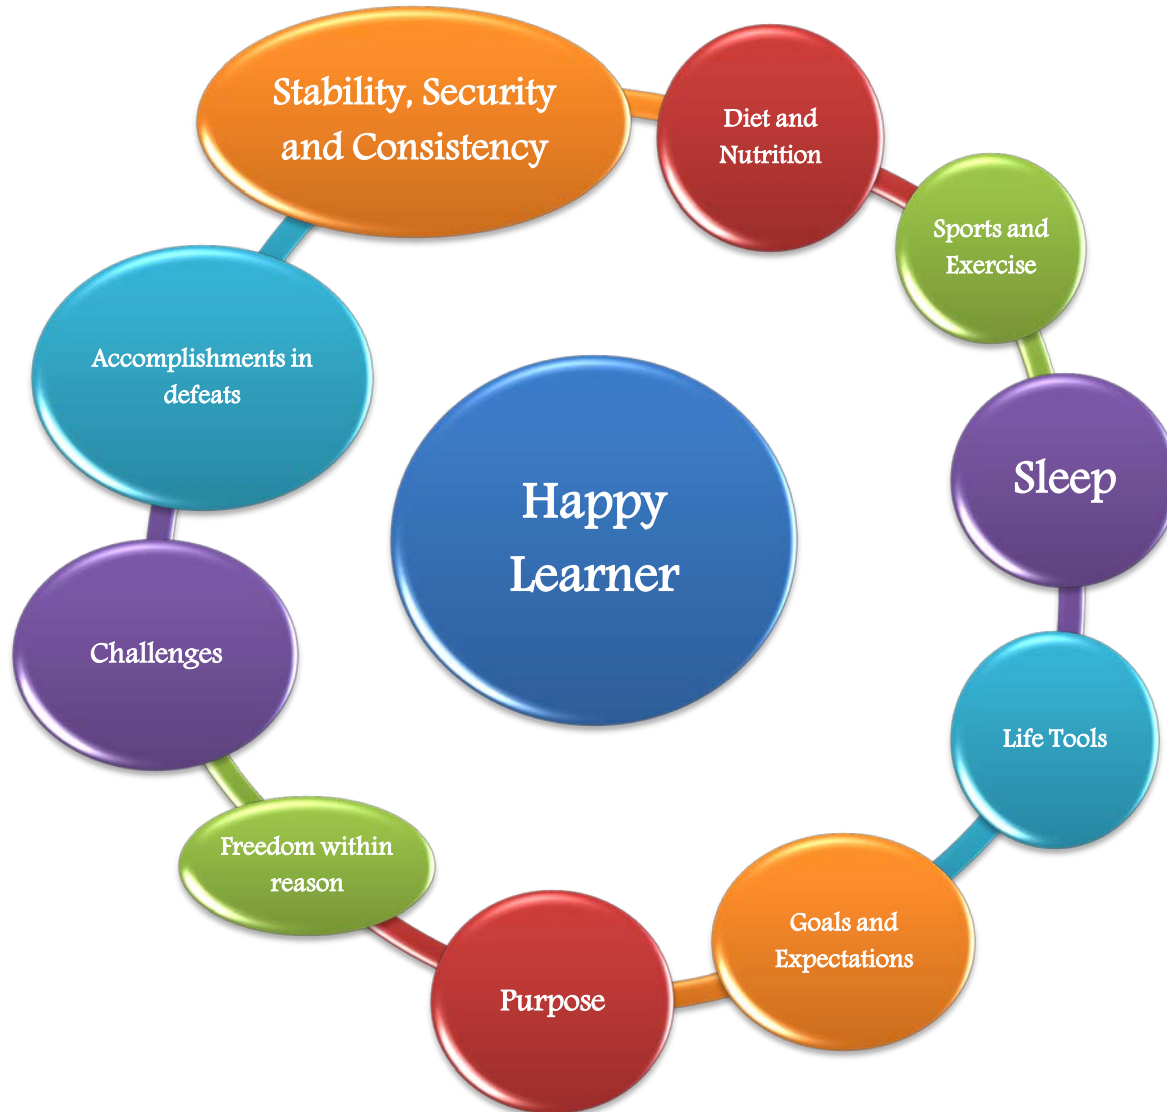 Stability, Security
and Consistency
Diet and
Nutrition
Sports and
Exercise
Sleep
Life Tools
Goals and
Expectations
Purpose
Freedom within
reason
Challenges
Accomplishments in
defeats
Happy
Learner